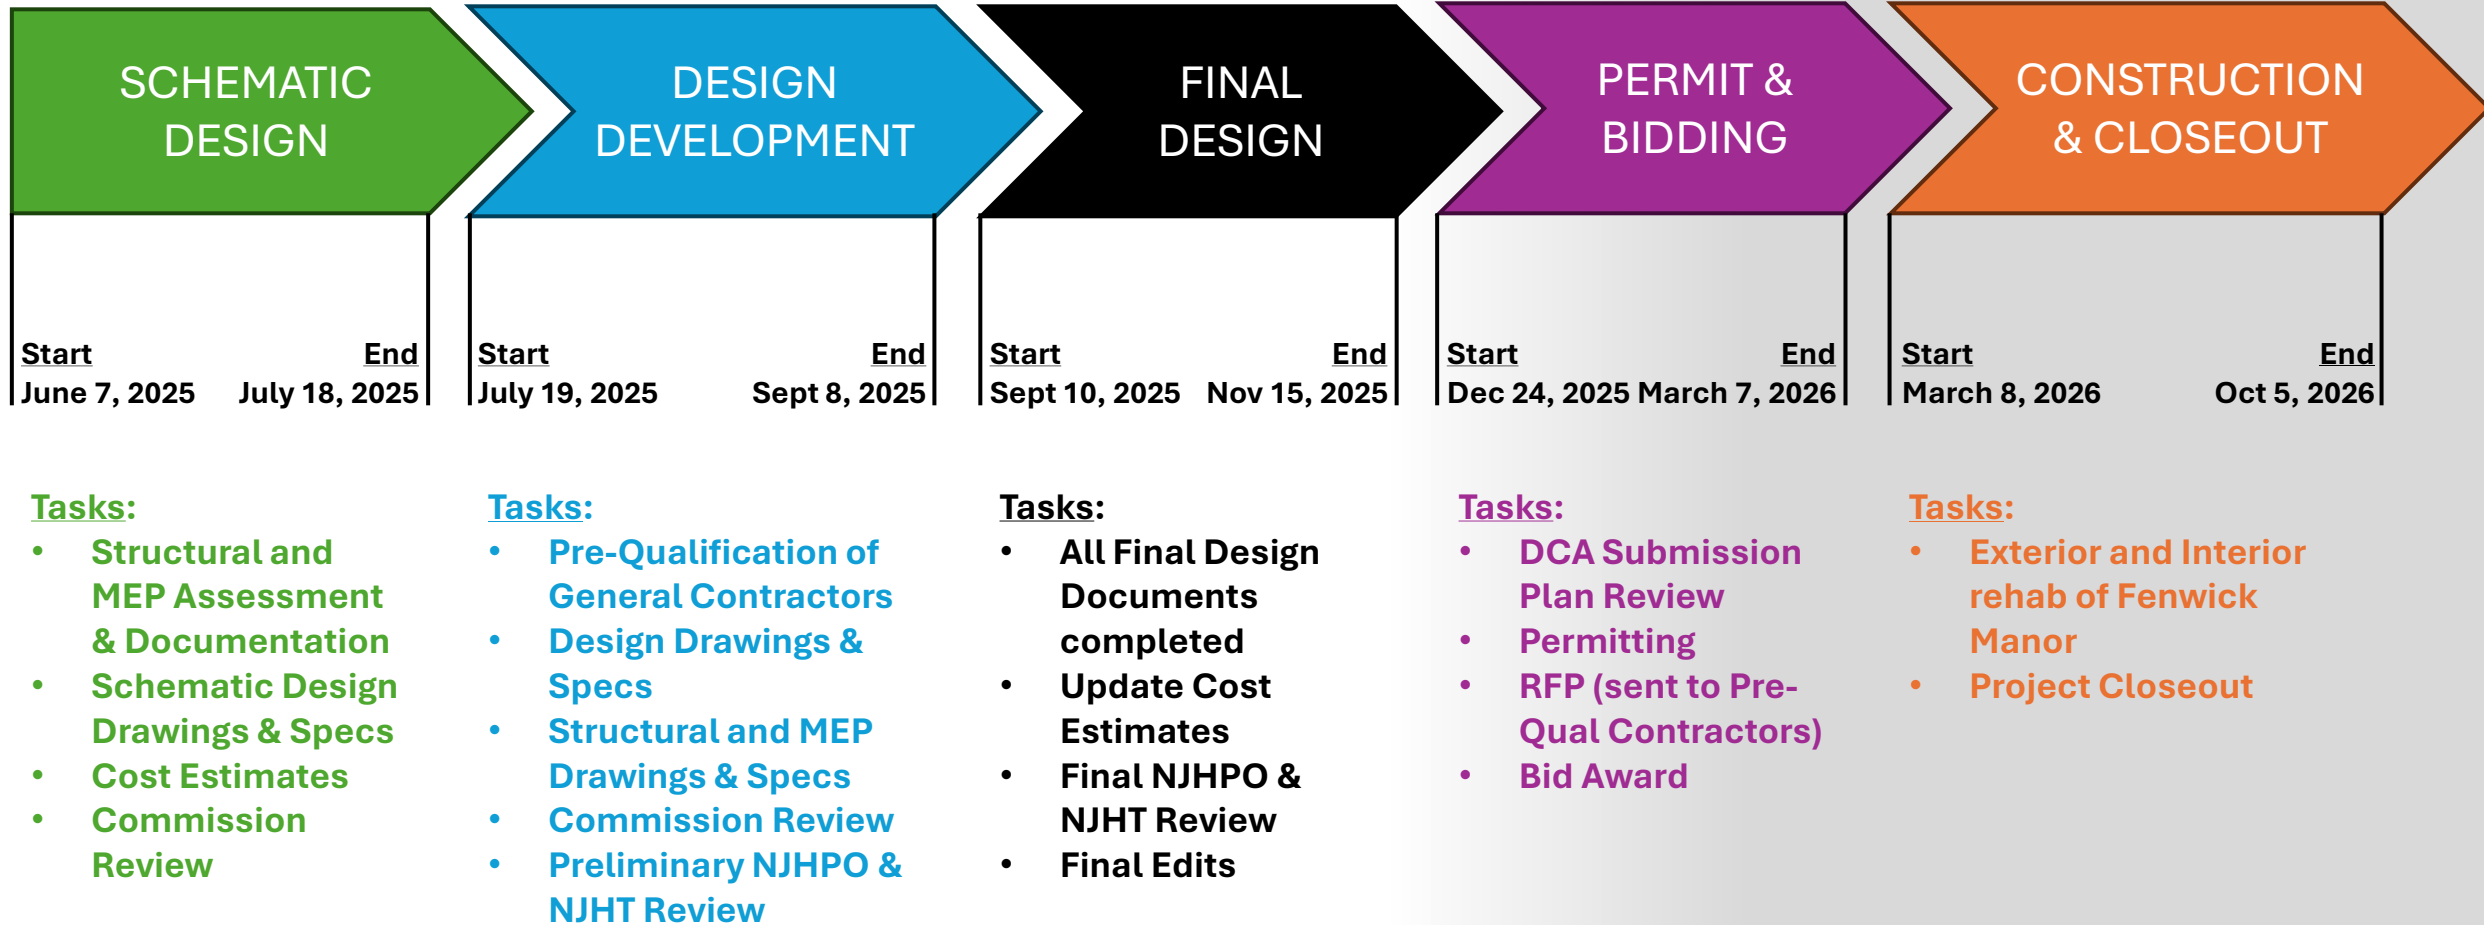 SCHEMATIC
DESIGN
DESIGN
DEVELOPMENT
FINAL
DESIGN
PERMIT &
BIDDING
CONSTRUCTION
& CLOSEOUT
Start End
June 7, 2025 July 18, 2025
Start End
July 19, 2025 Sept 8, 2025
Start End
Sept 10, 2025 Nov 15, 2025
Start End
Dec 24, 2025 March 7, 2026
Start End
March 8, 2026 Oct 5, 2026
Tasks:
• Structural and
MEP Assessment
& Documentation
• Schematic Design
Drawings & Specs
• Cost Estimates
• Commission
Review
Tasks:
• Pre-Qualification of
General Contractors
• Design Drawings &
Specs
• Structural and MEP
Drawings & Specs
• Commission Review
• Preliminary NJHPO &
NJHT Review
Tasks:
• All Final Design
Documents
completed
• Update Cost
Estimates
• Final NJHPO &
NJHT Review
• Final Edits
Tasks:
• DCA Submission
Plan Review
• Permitting
• RFP (sent to Pre-
Qual Contractors)
• Bid Award
Tasks:
• Exterior and Interior
rehab of Fenwick
Manor
• Project Closeout